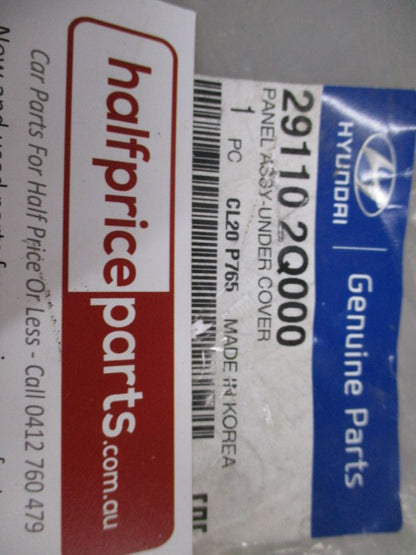 HYUNDAI | Genuine Parts
29110 2Q000
PANEL ASSY-UNDER COVER
1 PC CL20 P765 MADE IN KOREA
halfpriceparts.com.au
Car Parts For Half Price Or Less - Call 0412 760 479